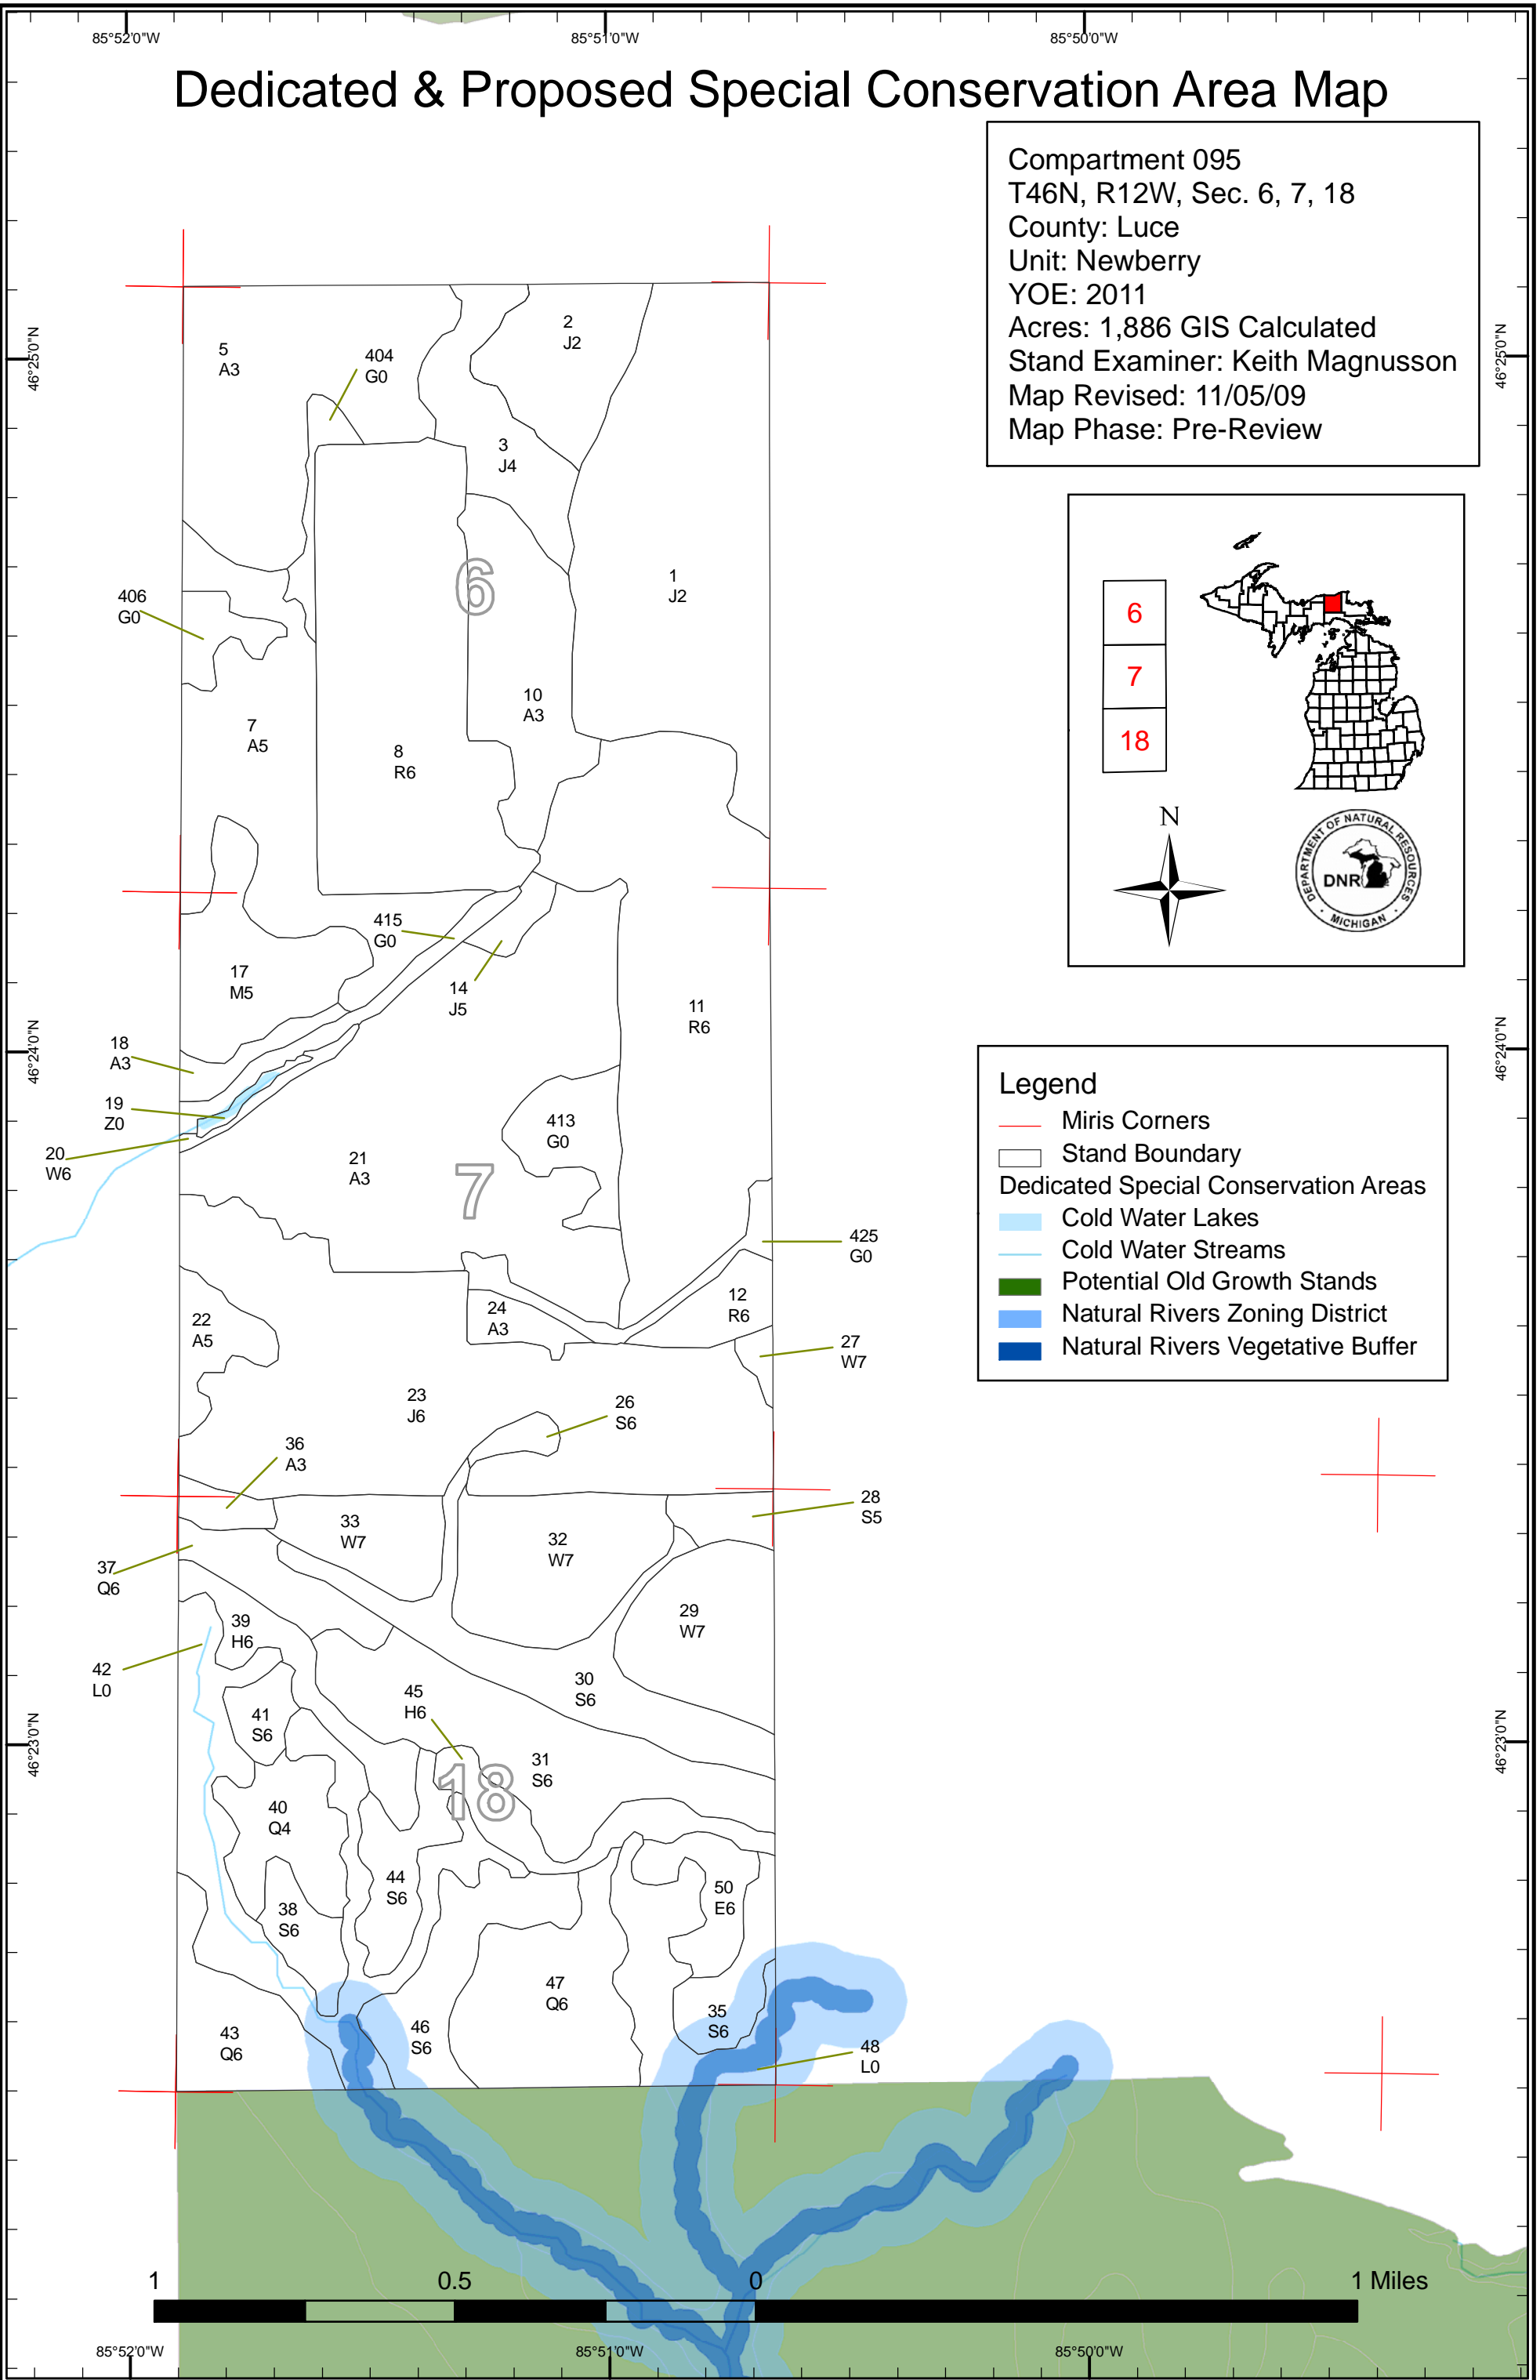 85°52'0"W
85°51'0"W
85°50'0"W
Dedicated & Proposed Special Conservation Area Map
Compartment 095
T46N, R12W, Sec. 6, 7, 18
County: Luce
Unit: Newberry
YOE: 2011
Acres: 1,886 GIS Calculated
Stand Examiner: Keith Magnusson
Map Revised: 11/05/09
Map Phase: Pre-Review
46°25'0"N
46°25'0"N
2
J2
5
A3
404
G0
3
J4
6
1
J2
406
G0
10
A3
7
A5
8
R6
6
7
18
N
DEPARTMENT OF NATURAL RESOURCES
DNR
MICHIGAN
415
G0
17
M5
14
J5
11
R6
46°24'0"N
46°24'0"N
18
A3
19
Z0
20
W6
413
G0
21
A3
7
425
G0
12
R6
24
A3
22
A5
27
W7
23
J6
26
S6
36
A3
Legend
Miris Corners
Stand Boundary
Dedicated Special Conservation Areas
Cold Water Lakes
Cold Water Streams
Potential Old Growth Stands
Natural Rivers Zoning District
Natural Rivers Vegetative Buffer
28
S5
33
W7
32
W7
37
Q6
29
W7
39
H6
42
L0
30
S6
45
H6
41
S6
46°23'0"N
46°23'0"N
31
S6
18
40
Q4
44
S6
50
E6
38
S6
47
Q6
35
S6
46
S6
43
Q6
48
L0
1
0.5
0
1 Miles
85°52'0"W
85°51'0"W
85°50'0"W